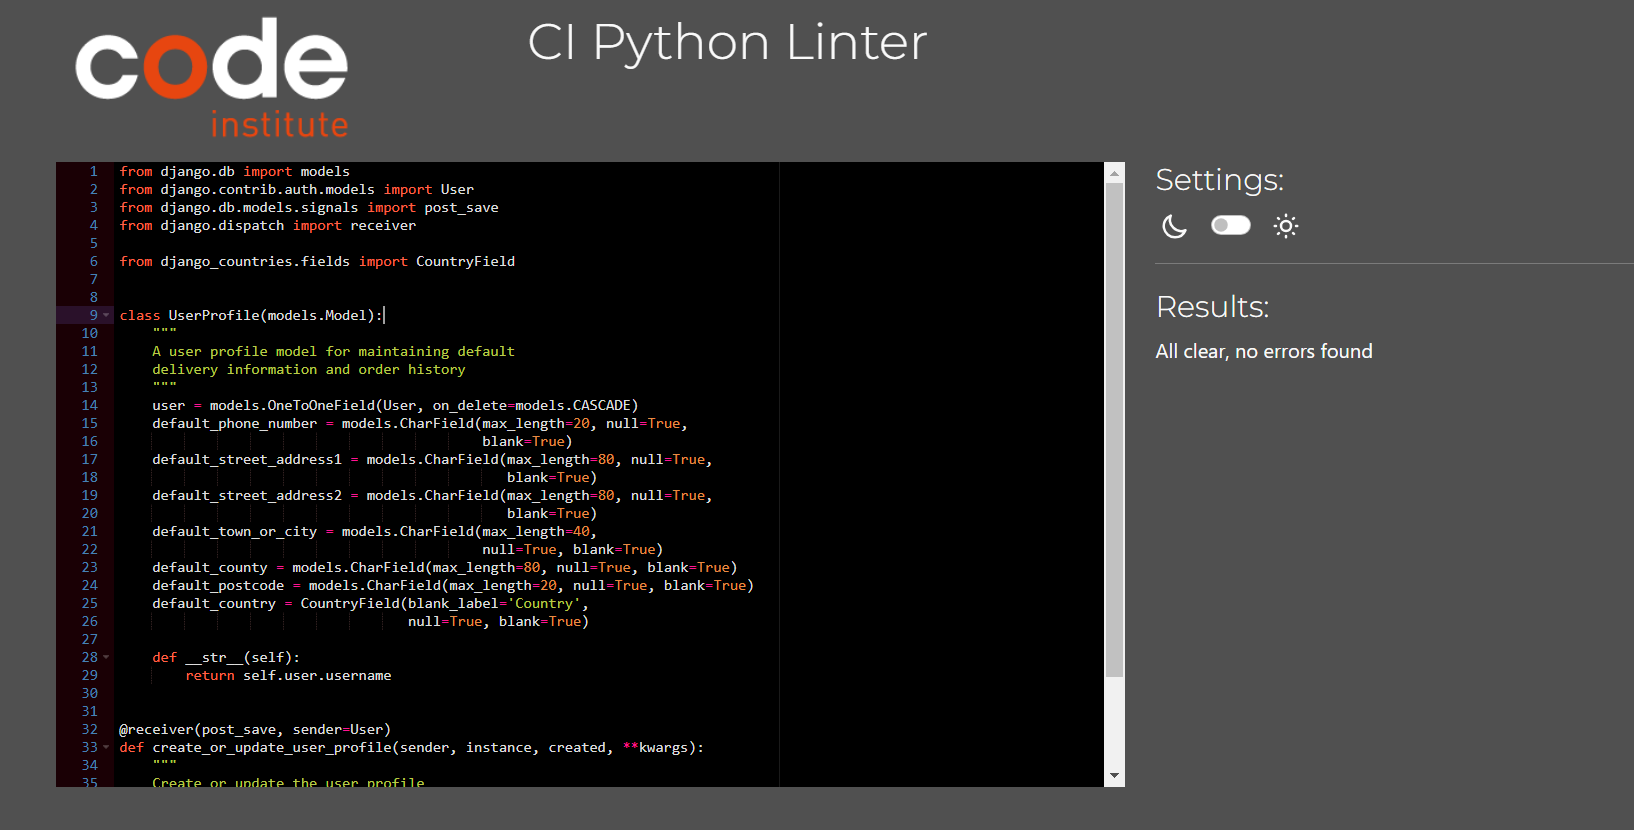 code
institute
CI Python Linter
1 from django.db import models
2 from django.contrib.auth.models import User
3 from django.db.models.signals import post_save
4 from django.dispatch import receiver
5
6 from django_countries.fields import CountryField
7
8
9 class UserProfile(models.Model):
10     """
11     A user profile model for maintaining default
12     delivery information and order history
13     """
14     user = models.OneToOneField(User, on_delete=models.CASCADE)
15     default_phone_number = models.CharField(max_length=20, null=True,
16                                             blank=True)
17     default_street_address1 = models.CharField(max_length=80, null=True,
18                                                blank=True)
19     default_street_address2 = models.CharField(max_length=80, null=True,
20                                                blank=True)
21     default_town_or_city = models.CharField(max_length=40,
22                                             null=True, blank=True)
23     default_county = models.CharField(max_length=80, null=True, blank=True)
24     default_postcode = models.CharField(max_length=20, null=True, blank=True)
25     default_country = CountryField(blank_label='Country',
26                                    null=True, blank=True)
27
28     def __str__(self):
29         return self.user.username
30
31
32 @receiver(post_save, sender=User)
33 def create_or_update_user_profile(sender, instance, created, **kwargs):
34     """
35     Create or update the user profile
Settings:
Results:
All clear, no errors found